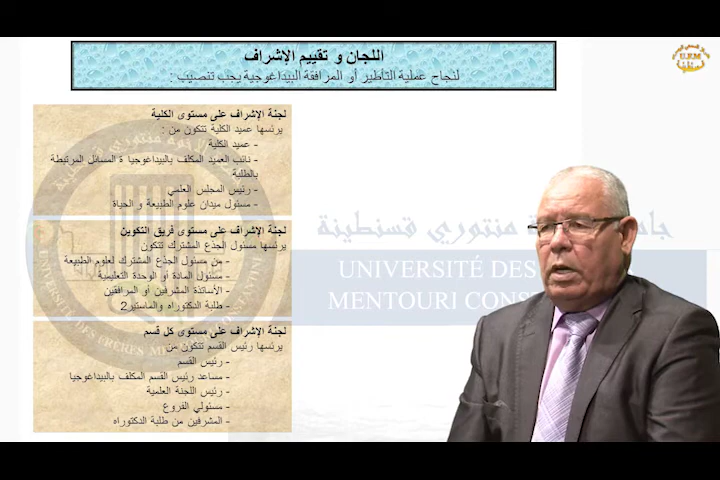 اللجان و تقييم الإشراف
لنجاح عملية التأطير أو المرافقة البيداغوجية يجب تنصيب :
لجنة الإشراف على مستوى الكلية
يرئسها عميد الكلية تتكون من :
- عميد الكلية
- نائب العميد المكلف بالبيداغوجيا ة المسائل المرتبطة
بالطلبة
- رئيس المجلس العلمي
- مسئول ميدان علوم الطبيعة و الحياة
لجنة الإشراف على مستوى فريق التكوين
يرئسها مسئول الجذع المشترك تتكون
- من مسئول الجذع المشترك لعلوم الطبيعة
- مسئول المادة أو الوحدة التعليمية
- الأساتذة المشرفين أو المرافقين
- طلبة الدكتوراه والماستير2
لجنة الإشراف على مستوى كل قسم
يرئسها رئيس القسم تتكون من
- رئيس القسم
- مساعد رئيس القسم المكلف بالبيداغوجيا
- رئيس اللجنة العلمية
- مسئولي الفروع
- المشرفين من طلبة الدكتوراه
منتوري قسنطينة
UNIVERSITÉ DES
MENTOURI
U.F.M